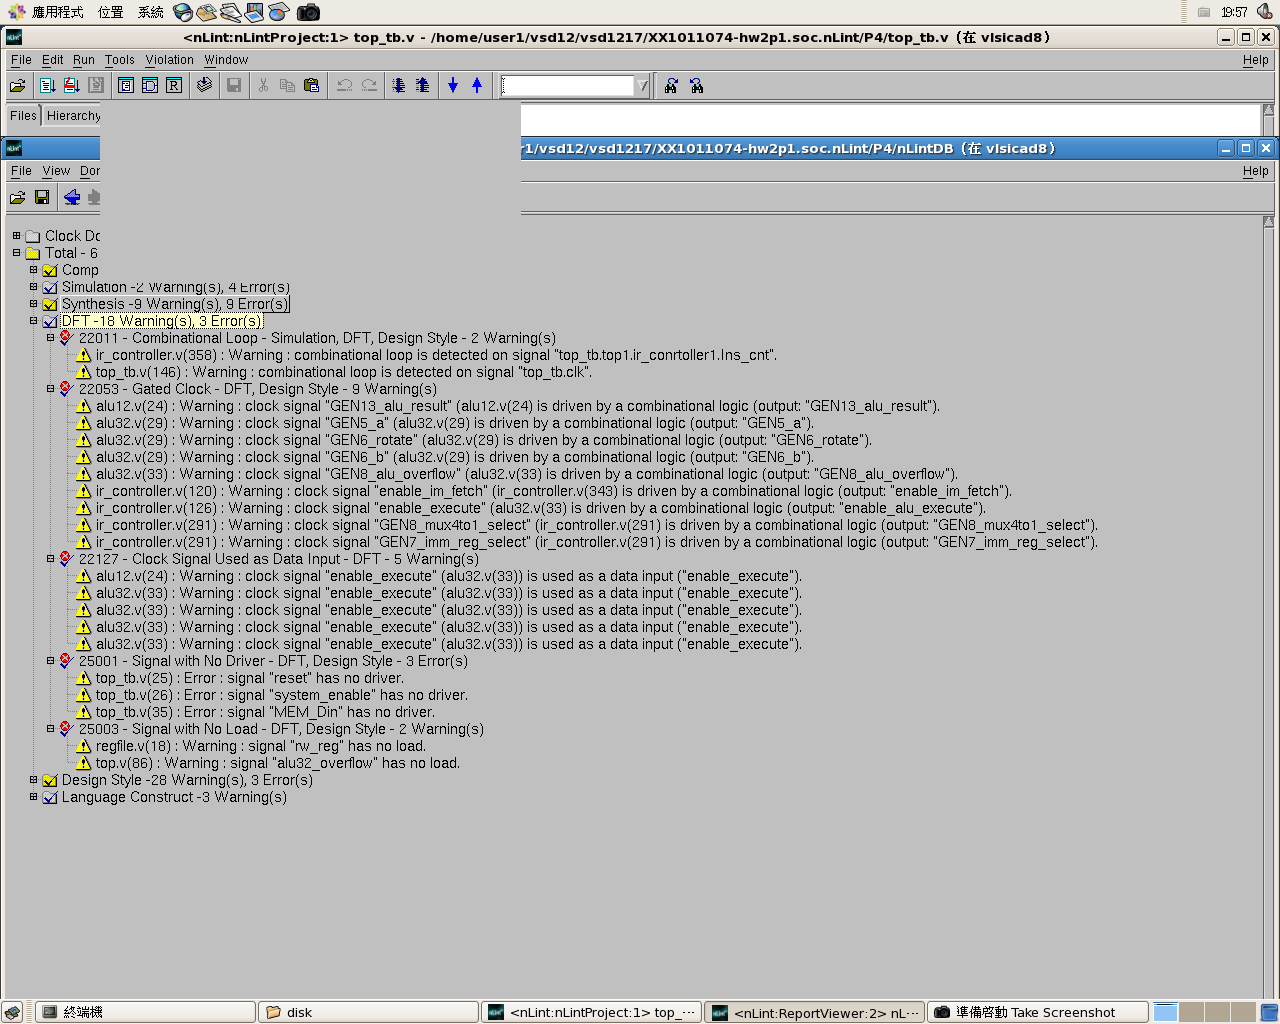 應用程式 位置 系統 19:57
<nLint:nLintProject:1> top_tb.v - /home/user1/vsd12/vsd1217/XX1011074-hw2p1.soc.nLint/P4/top_tb.v (在 vlsicad8)
File Edit Run Tools Violation Window Help
Files Hierarchy
r1/vsd12/vsd1217/XX1011074-hw2p1.soc.nLint/P4/nLintDB (在 vlsicad8)
File View Dor Help
Clock Do
Total - 6
Comp
Simulation -2 Warning(s), 4 Error(s)
Synthesis -9 Warning(s), 9 Error(s)
DFT -18 Warning(s), 3 Error(s)
22011 - Combinational Loop - Simulation, DFT, Design Style - 2 Warning(s)
ir_controller.v(358) : Warning : combinational loop is detected on signal "top_tb.top1.ir_conrtoller1.Ins_cnt".
top_tb.v(146) : Warning : combinational loop is detected on signal "top_tb.clk".
22053 - Gated Clock - DFT, Design Style - 9 Warning(s)
alu12.v(24) : Warning : clock signal "GEN13_alu_result" (alu12.v(24) is driven by a combinational logic (output: "GEN13_alu_result").
alu32.v(29) : Warning : clock signal "GEN5_a" (alu32.v(29) is driven by a combinational logic (output: "GEN5_a").
alu32.v(29) : Warning : clock signal "GEN6_rotate" (alu32.v(29) is driven by a combinational logic (output: "GEN6_rotate").
alu32.v(29) : Warning : clock signal "GEN6_b" (alu32.v(29) is driven by a combinational logic (output: "GEN6_b").
alu32.v(33) : Warning : clock signal "GEN8_alu_overflow" (alu32.v(33) is driven by a combinational logic (output: "GEN8_alu_overflow").
ir_controller.v(120) : Warning : clock signal "enable_im_fetch" (ir_controller.v(343) is driven by a combinational logic (output: "enable_im_fetch").
ir_controller.v(126) : Warning : clock signal "enable_execute" (alu32.v(33) is driven by a combinational logic (output: "enable_alu_execute").
ir_controller.v(291) : Warning : clock signal "GEN8_mux4to1_select" (ir_controller.v(291) is driven by a combinational logic (output: "GEN8_mux4to1_select").
ir_controller.v(291) : Warning : clock signal "GEN7_imm_reg_select" (ir_controller.v(291) is driven by a combinational logic (output: "GEN7_imm_reg_select").
22127 - Clock Signal Used as Data Input - DFT - 5 Warning(s)
alu12.v(24) : Warning : clock signal "enable_execute" (alu32.v(33)) is used as a data input ("enable_execute").
alu32.v(33) : Warning : clock signal "enable_execute" (alu32.v(33)) is used as a data input ("enable_execute").
alu32.v(33) : Warning : clock signal "enable_execute" (alu32.v(33)) is used as a data input ("enable_execute").
alu32.v(33) : Warning : clock signal "enable_execute" (alu32.v(33)) is used as a data input ("enable_execute").
alu32.v(33) : Warning : clock signal "enable_execute" (alu32.v(33)) is used as a data input ("enable_execute").
25001 - Signal with No Driver - DFT, Design Style - 3 Error(s)
top_tb.v(25) : Error : signal "reset" has no driver.
top_tb.v(26) : Error : signal "system_enable" has no driver.
top_tb.v(35) : Error : signal "MEM_Din" has no driver.
25003 - Signal with No Load - DFT, Design Style - 2 Warning(s)
regfile.v(18) : Warning : signal "rw_reg" has no load.
top.v(86) : Warning : signal "alu32_overflow" has no load.
Design Style -28 Warning(s), 3 Error(s)
Language Construct -3 Warning(s)
終端機 disk <nLint:nLintProject:1> top_··· <nLint:ReportViewer:2> nL··· 準備啓動 Take Screenshot